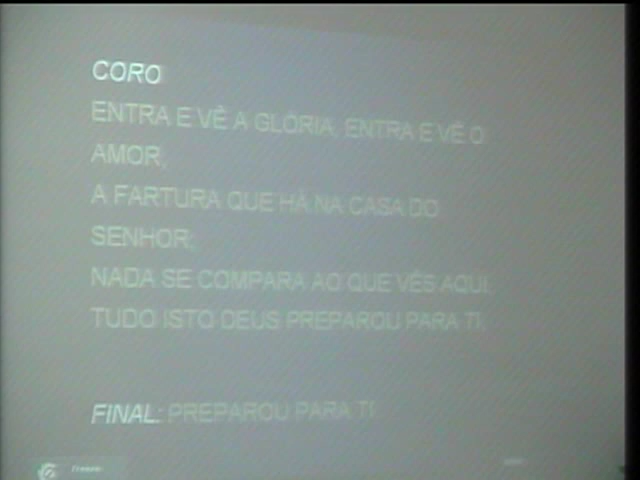 CORO
ENTRA E VÊ A GLÓRIA, ENTRA E VÊ O
AMOR,
A FARTURA QUE HÁ NA CASA DO
SENHOR;
NADA SE COMPARA AO QUE VÊS AQUI.
TUDO ISTO DEUS PREPAROU PARA TI.
FINAL: PREPAROU PARA TI